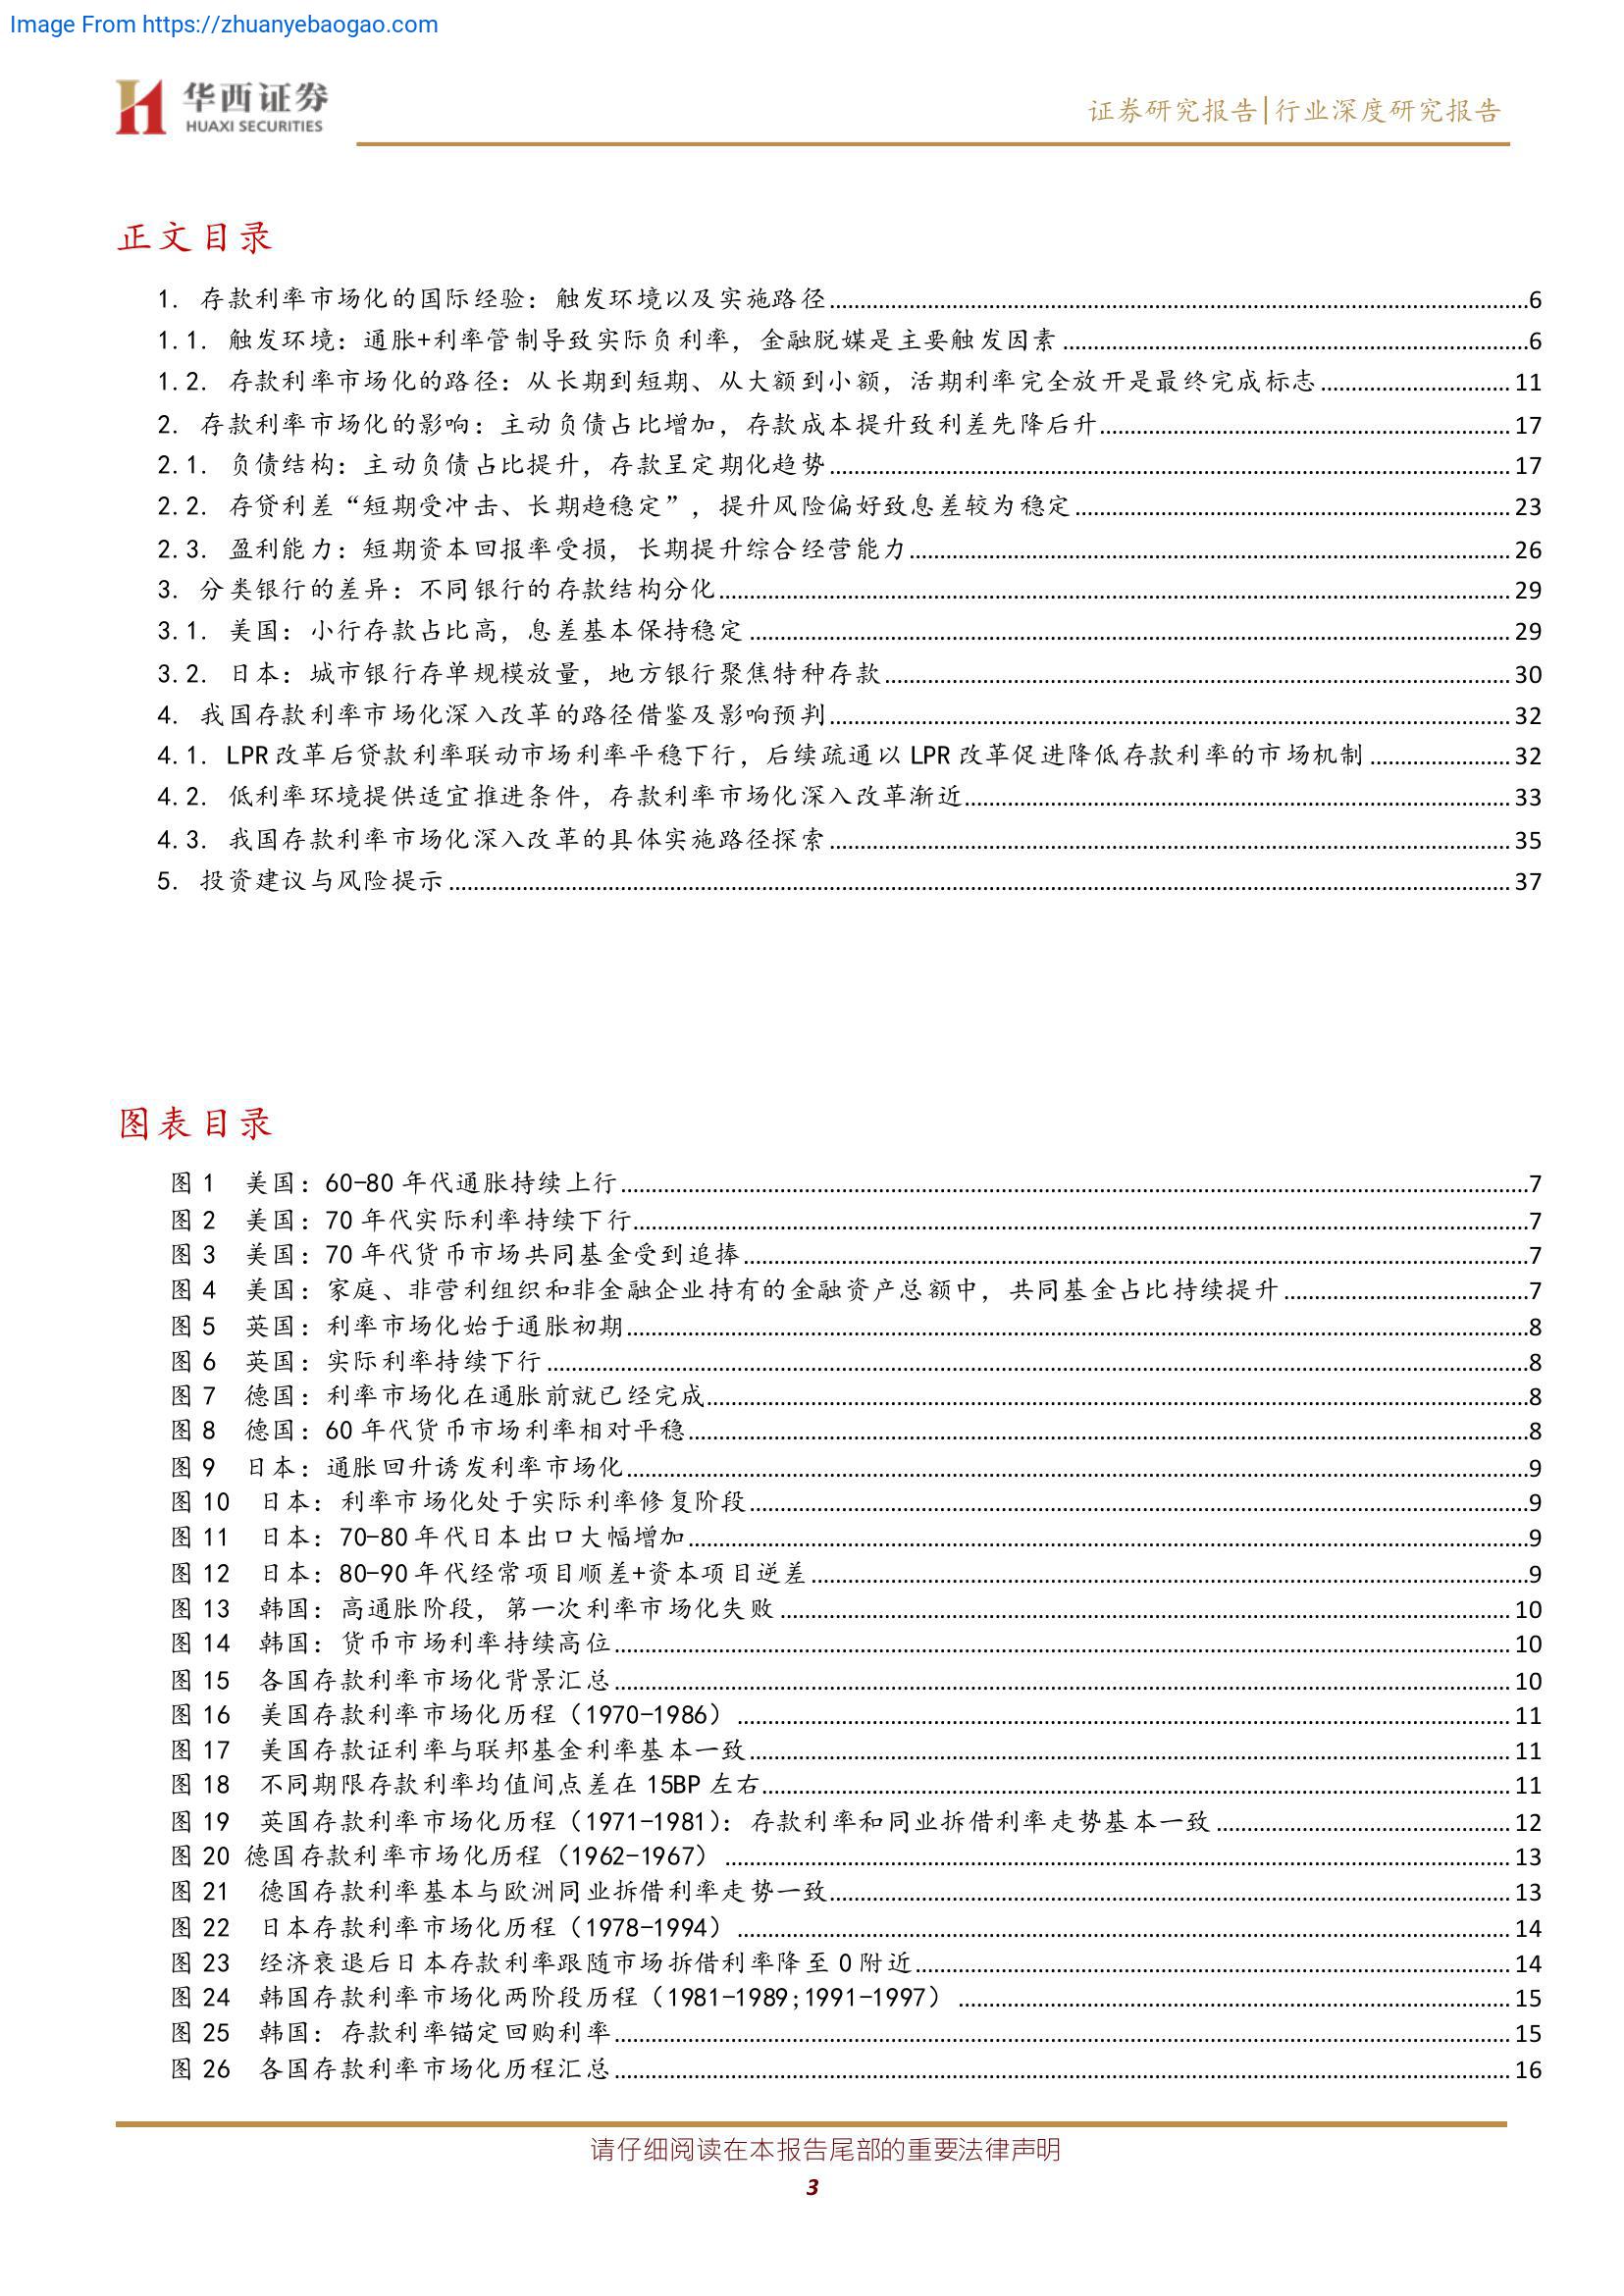 Image From https://zhuanyebaogao.com
华西证券
HUAXI SECURITIES
证券研究报告|行业深度研究报告
正文目录
1. 存款利率市场化的国际经验：触发环境以及实施路径 6
1.1. 触发环境：通胀+利率管制导致实际负利率，金融脱媒是主要触发因素 6
1.2. 存款利率市场化的路径：从长期到短期、从大额到小额，活期利率完全放开是最终完成标志 11
2. 存款利率市场化的影响：主动负债占比增加，存款成本提升致利差先降后升 17
2.1. 负债结构：主动负债占比提升，存款呈定期化趋势 17
2.2. 存贷利差“短期受冲击、长期趋稳定”，提升风险偏好致息差较为稳定 23
2.3. 盈利能力：短期资本回报率受损，长期提升综合经营能力 26
3. 分类银行的差异：不同银行的存款结构分化 29
3.1. 美国：小行存款占比高，息差基本保持稳定 29
3.2. 日本：城市银行存单规模放量，地方银行聚焦特种存款 30
4. 我国存款利率市场化深入改革的路径借鉴及影响预判 32
4.1. LPR改革后贷款利率联动市场利率平稳下行，后续疏通以 LPR 改革促进降低存款利率的市场机制 32
4.2. 低利率环境提供适宜推进条件，存款利率市场化深入改革渐近 33
4.3. 我国存款利率市场化深入改革的具体实施路径探索 35
5. 投资建议与风险提示 37
图表目录
图 1 美国：60-80 年代通胀持续上行 7
图 2 美国：70 年代实际利率持续下行 7
图 3 美国：70 年代货币市场共同基金受到追捧 7
图 4 美国：家庭、非营利组织和非金融企业持有的金融资产总额中，共同基金占比持续提升 7
图 5 英国：利率市场化始于通胀初期 8
图 6 英国：实际利率持续下行 8
图 7 德国：利率市场化在通胀前就已经完成 8
图 8 德国：60 年代货币市场利率相对平稳 8
图 9 日本：通胀回升诱发利率市场化 9
图 10 日本：利率市场化处于实际利率修复阶段 9
图 11 日本：70-80 年代日本出口大幅增加 9
图 12 日本：80-90 年代经常项目顺差+资本项目逆差 9
图 13 韩国：高通胀阶段，第一次利率市场化失败 10
图 14 韩国：货币市场利率持续高位 10
图 15 各国存款利率市场化背景汇总 10
图 16 美国存款利率市场化历程（1970-1986） 11
图 17 美国存款证利率与联邦基金利率基本一致 11
图 18 不同期限存款利率均值间点差在 15BP 左右 11
图 19 英国存款利率市场化历程（1971-1981）：存款利率和同业拆借利率走势基本一致 12
图 20 德国存款利率市场化历程（1962-1967） 13
图 21 德国存款利率基本与欧洲同业拆借利率走势一致 13
图 22 日本存款利率市场化历程（1978-1994） 14
图 23 经济衰退后日本存款利率跟随市场拆借利率降至 0 附近 14
图 24 韩国存款利率市场化两阶段历程（1981-1989;1991-1997） 15
图 25 韩国：存款利率锚定回购利率 15
图 26 各国存款利率市场化历程汇总 16
请仔细阅读在本报告尾部的重要法律声明
3